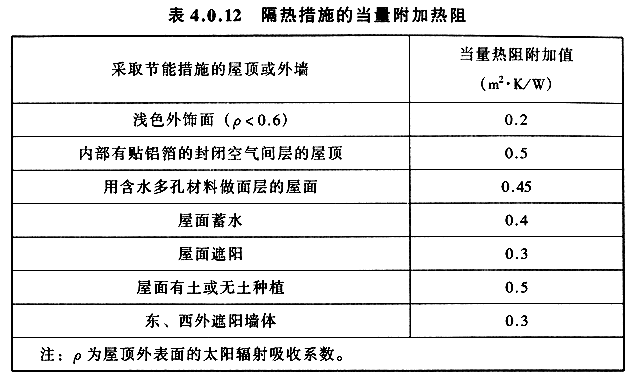 表 4.0.12 隔热措施的当量附加热阻
采取节能措施的屋顶或外墙
当量热阻附加值
(m²·K/W)
浅色外饰面（ρ<0.6） 0.2
内部有贴铝箔的封闭空气间层的屋顶 0.5
用含水多孔材料做面层的屋面 0.45
屋面蓄水 0.4
屋面遮阳 0.3
屋面有土或无土种植 0.5
东、西外遮阳墙体 0.3
注：ρ 为屋顶外表面的太阳辐射吸收系数。